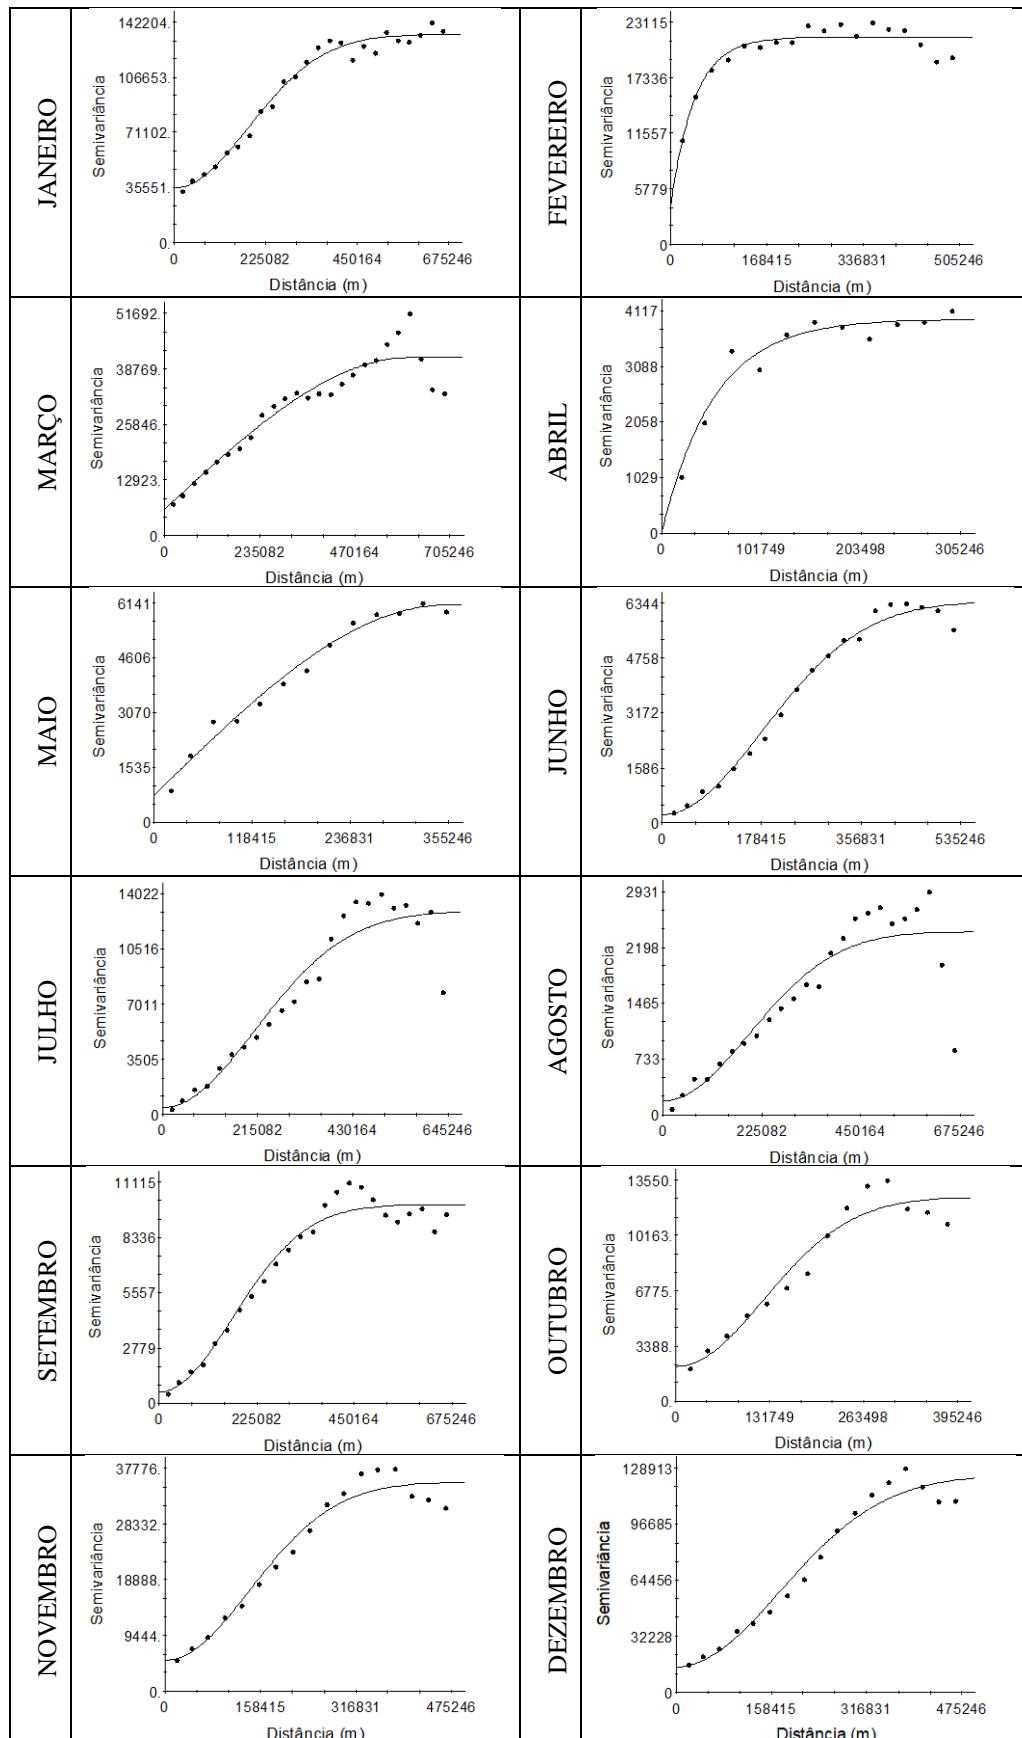 JANEIRO
Semivariância
142204.
106653.
71102.
35551.
0.
0 225082 450164 675246
Distância (m)
FEVEREIRO
Semivariância
23115
17336
11557
5779
0
0 168415 336831 505246
Distância (m)
MARÇO
Semivariância
51692.
38769.
25846.
12923.
0.
0 235082 470164 705246
Distância (m)
ABRIL
Semivariância
4117
3088
2058
1029
0
0 101749 203498 305246
Distância (m)
MAIO
Semivariância
6141
4606
3070
1535
0
0 118415 236831 355246
Distância (m)
JUNHO
Semivariância
6344
4758
3172
1586
0
0 178415 356831 535246
Distância (m)
JULHO
Semivariância
14022
10516
7011
3505
0
0 215082 430164 645246
Distância (m)
AGOSTO
Semivariância
2931
2198
1465
733
0
0 225082 450164 675246
Distância (m)
SETEMBRO
Semivariância
11115
8336
5557
2779
0
0 225082 450164 675246
Distância (m)
OUTUBRO
Semivariância
13550.
10163.
6775.
3388.
0.
0 131749 263498 395246
Distância (m)
NOVEMBRO
Semivariância
37776.
28332.
18888.
9444.
0.
0 158415 316831 475246
Distância (m)
DEZEMBRO
Semivariância
128913
96685
64456
32228
0
0 158415 316831 475246
Distância (m)